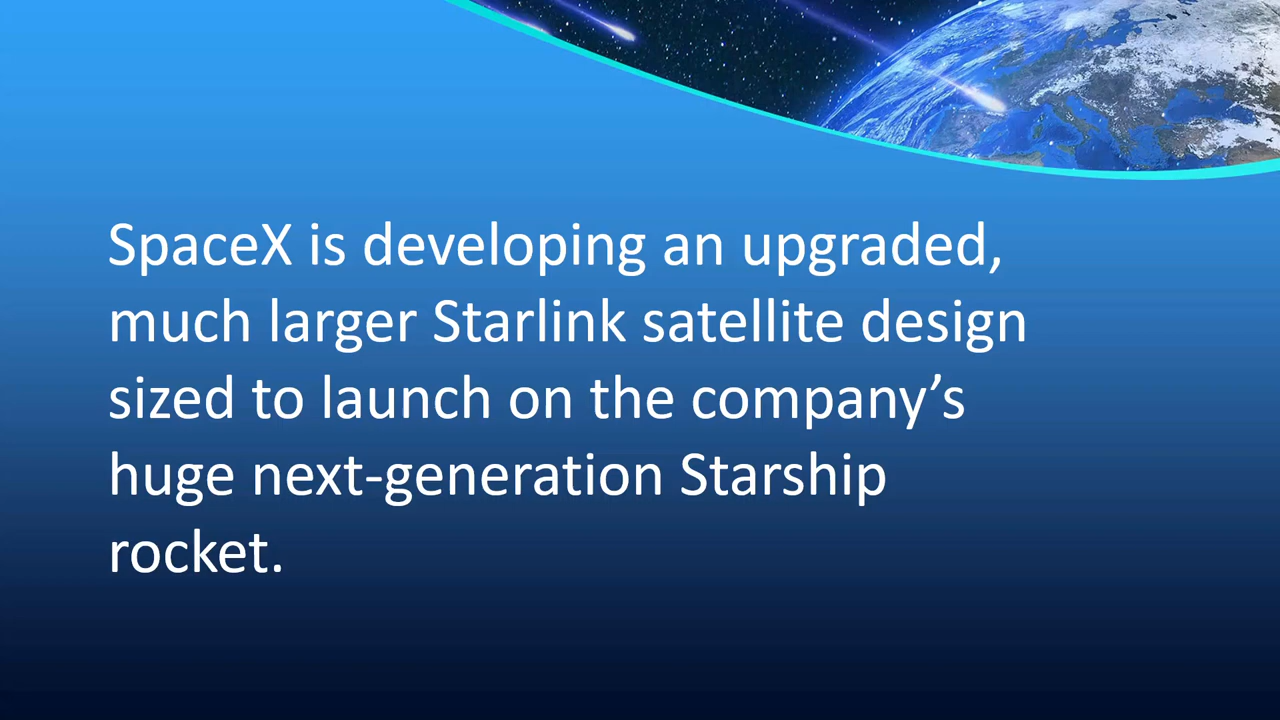 SpaceX is developing an upgraded,
much larger Starlink satellite design
sized to launch on the company’s
huge next-generation Starship
rocket.